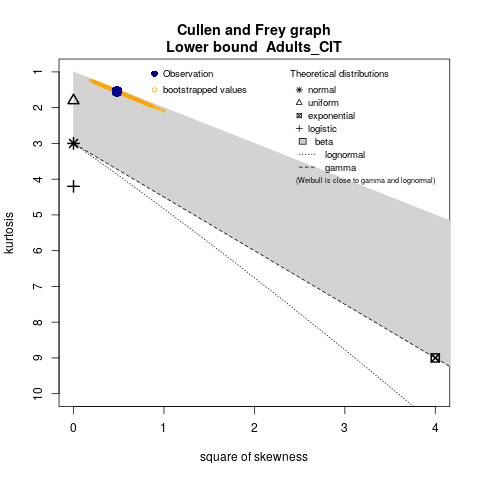 Cullen and Frey graph
Lower bound  Adults_CIT
Observation
bootstrapped values
Theoretical distributions
normal
uniform
exponential
logistic
beta
lognormal
gamma
(Weibull is close to gamma and lognormal)
kurtosis
1
2
3
4
5
6
7
8
9
10
0
1
2
3
4
square of skewness